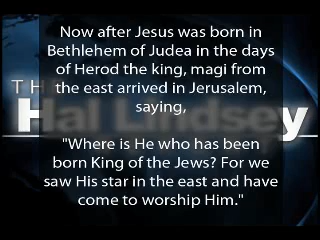 Now after Jesus was born in
Bethlehem of Judea in the days
of Herod the king, magi from
the east arrived in Jerusalem,
saying,
"Where is He who has been
born King of the Jews? For we
saw His star in the east and have
come to worship Him."
Hal Lindsey